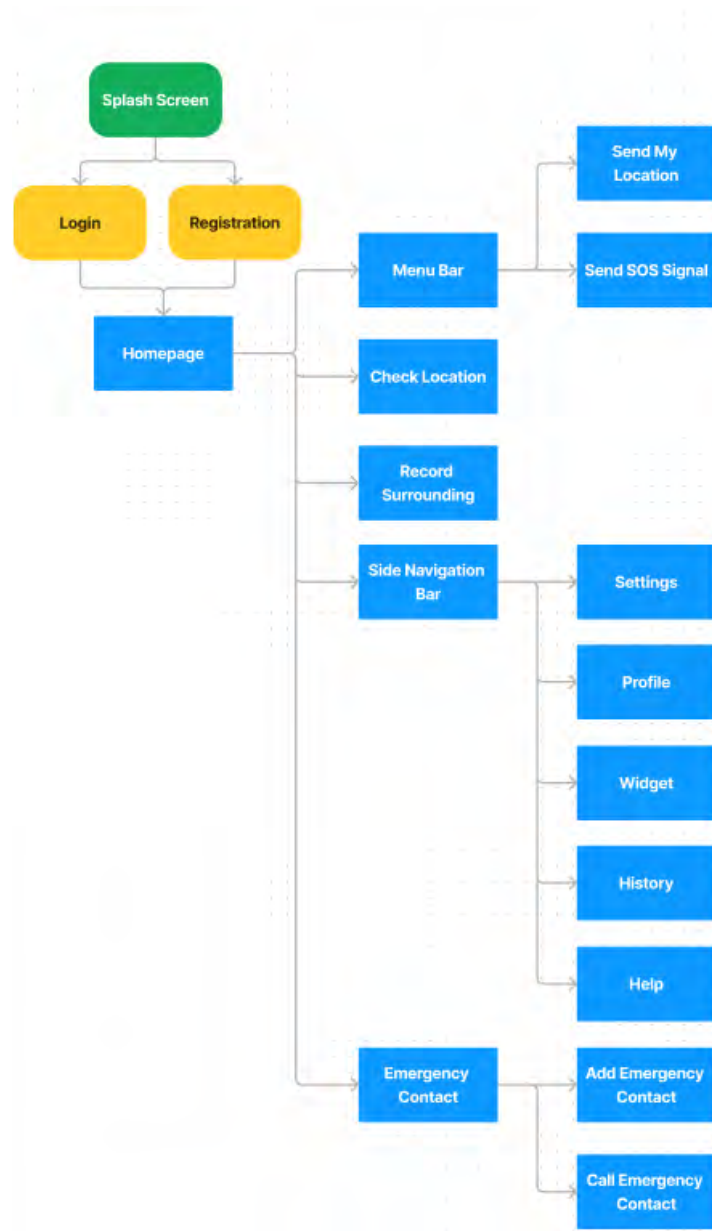 Splash Screen
Login
Registration
Homepage
Menu Bar
Send My
Location
Send SOS Signal
Check Location
Record
Surrounding
Side Navigation
Bar
Settings
Profile
Widget
History
Help
Emergency
Contact
Add Emergency
Contact
Call Emergency
Contact